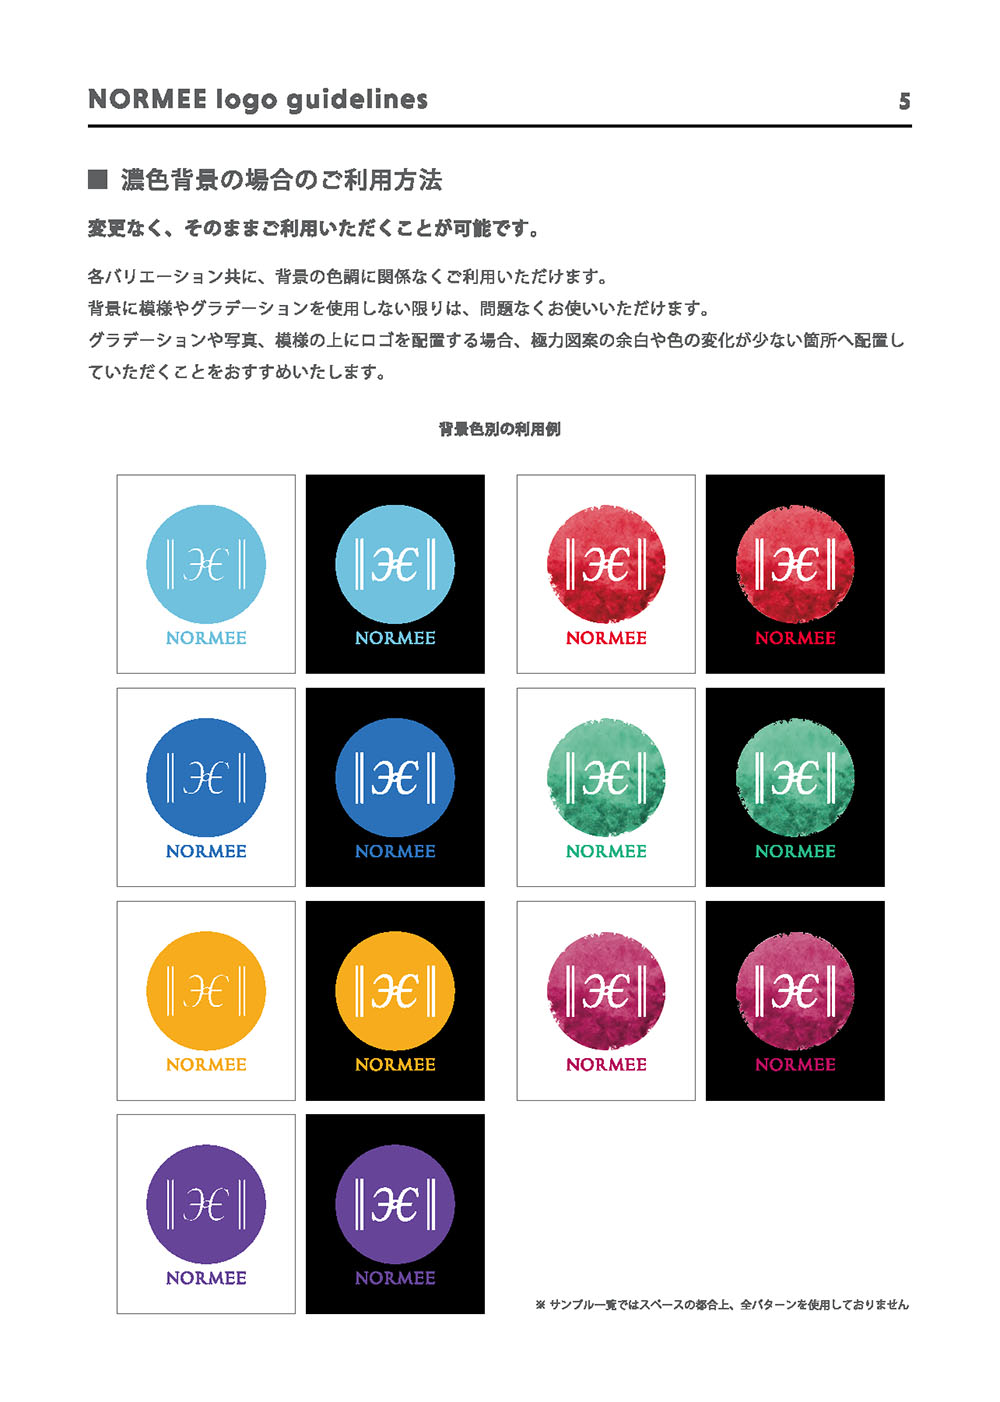 NORMEE logo guidelines
5
■ 濃色背景の場合のご利用方法
変更なく、そのままご利用いただくことが可能です。
各バリエーション共に、背景の色調に関係なくご利用いただけます。
背景に模様やグラデーションを使用しない限りは、問題なくお使いいただけます。
グラデーションや写真、模様の上にロゴを配置する場合、極力図案の余白や色の変化が少ない箇所へ配置し
ていただくことをおすすめいたします。
背景色別の利用例
NORMEE
NORMEE
NORMEE
NORMEE
NORMEE
NORMEE
NORMEE
NORMEE
NORMEE
NORMEE
NORMEE
NORMEE
NORMEE
NORMEE
※ サンプル一覧ではスペースの都合上、全パターンを使用しておりません